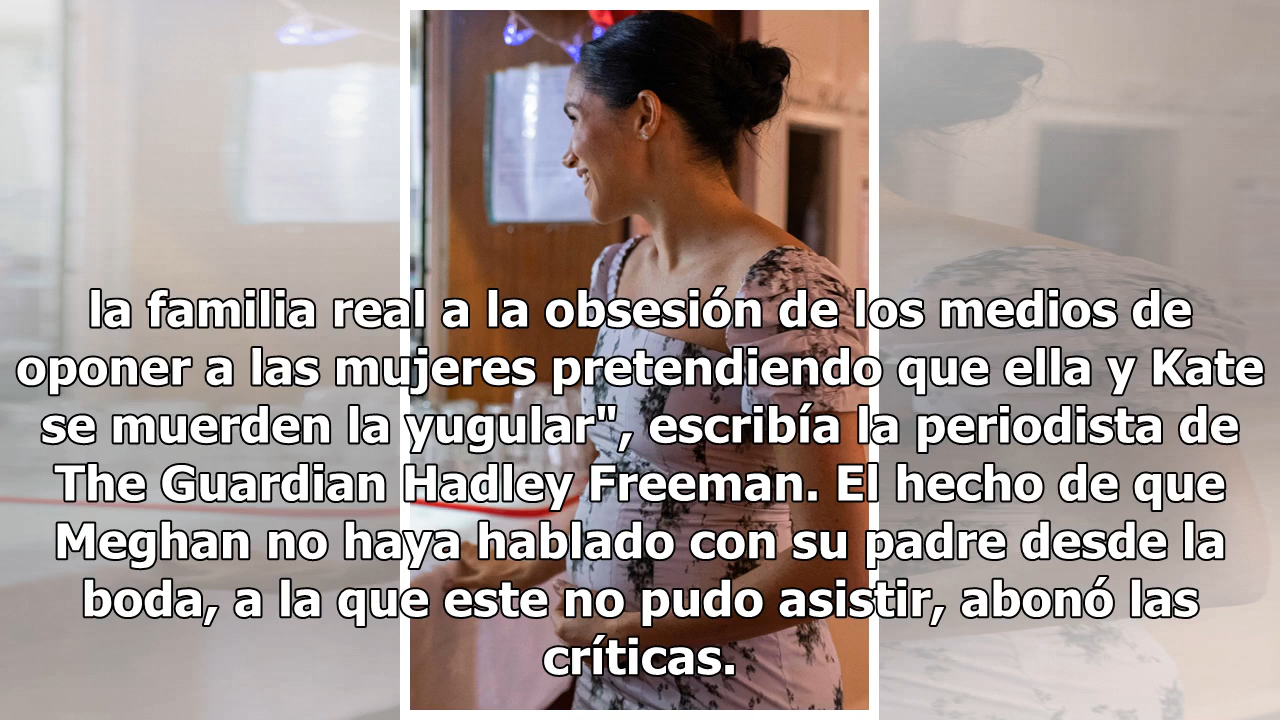 la familia real a la obsesión de los medios de
oponer a las mujeres pretendiendo que ella y Kate
se muerden la yugular", escribía la periodista de
The Guardian Hadley Freeman. El hecho de que
Meghan no haya hablado con su padre desde la
boda, a la que este no pudo asistir, abonó las
críticas.